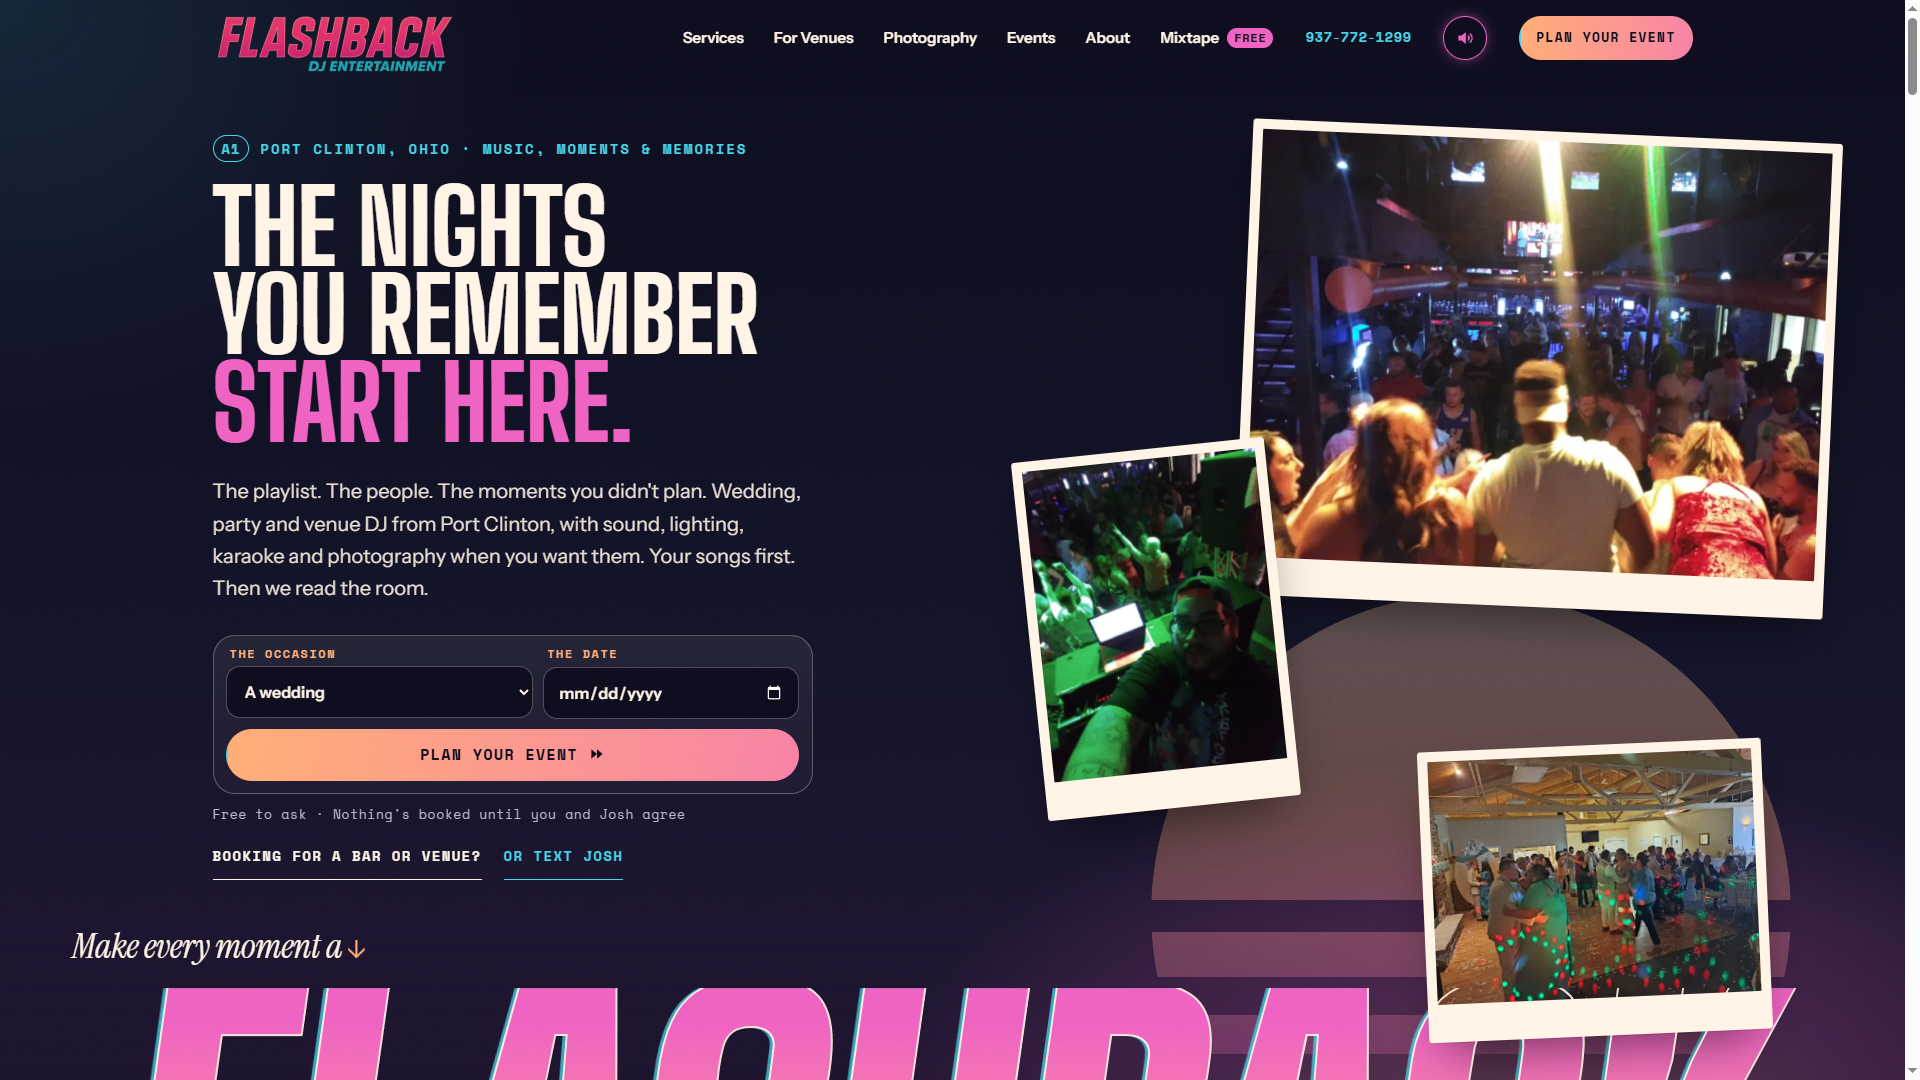 FLASHBACK
DJ ENTERTAINMENT
Services
For Venues
Photography
Events
About
Mixtape FREE
937-772-1299
PLAN YOUR EVENT
A1 PORT CLINTON, OHIO · MUSIC, MOMENTS & MEMORIES
THE NIGHTS
YOU REMEMBER
START HERE.
The playlist. The people. The moments you didn't plan. Wedding,
party and venue DJ from Port Clinton, with sound, lighting,
karaoke and photography when you want them. Your songs first.
Then we read the room.
THE OCCASION
THE DATE
A wedding
mm/dd/yyyy
PLAN YOUR EVENT
Free to ask · Nothing's booked until you and Josh agree
BOOKING FOR A BAR OR VENUE?
OR TEXT JOSH
Make every moment a ↓
FLASHBACK